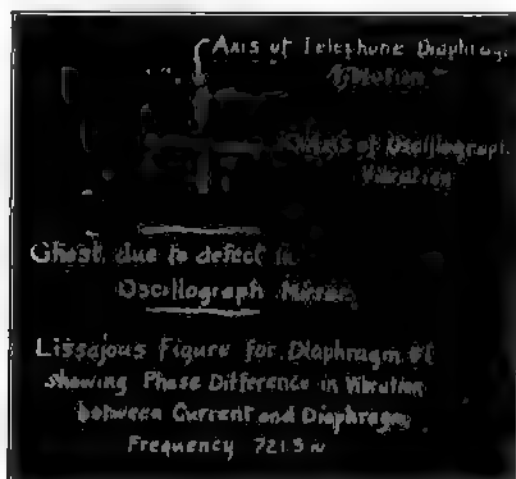 Axis of Telephone Diaphragm
Vibration
Axis of Oscillograph
Vibration
Ghost, due to defect in
Oscillograph Mirror
Lissajous Figure for Diaphragm
showing Phase Difference in Vibration
between Current and Diaphragm
Frequency 721.3 ~